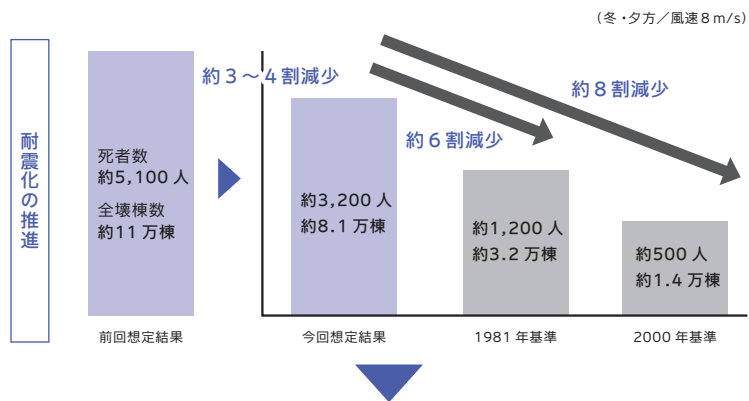 (冬・夕方／風速8m/s)
耐震化の推進
約3～4割減少
約8割減少
約6割減少
死者数
約5,100人
全壊棟数
約11万棟
約3,200人
約8.1万棟
約1,200人
約3.2万棟
約500人
約1.4万棟
前回想定結果
今回想定結果
1981年基準
2000年基準